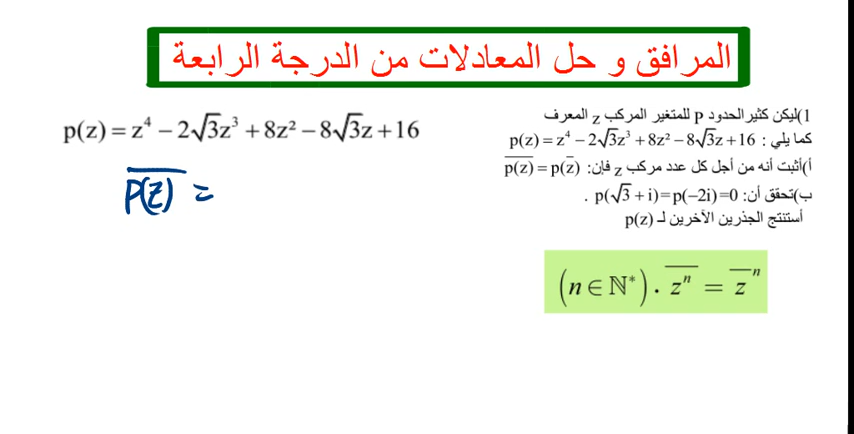 المرافق و حل المعادلات من الدرجة الرابعة
1)ليكن كثيرالحدود p للمتغير المركب z المعرف
كما يلي : p(z) = z⁴ − 2√3z³ + 8z² − 8√3z + 16
أ)أثبت أنه من أجل كل عدد مركب z فإن: p̅(̅z̅)̅ = p(z̅)
ب)تحقق أن: p(√3 + i)=p(−2i)=0 .
أستنتج الجذرين الآخرين لـ p(z)
(n ∈ ℕ*) . z̅ⁿ̅ = z̅ⁿ
p(z) = z⁴ − 2√3z³ + 8z² − 8√3z + 16
P̅(̅z̅)̅ =